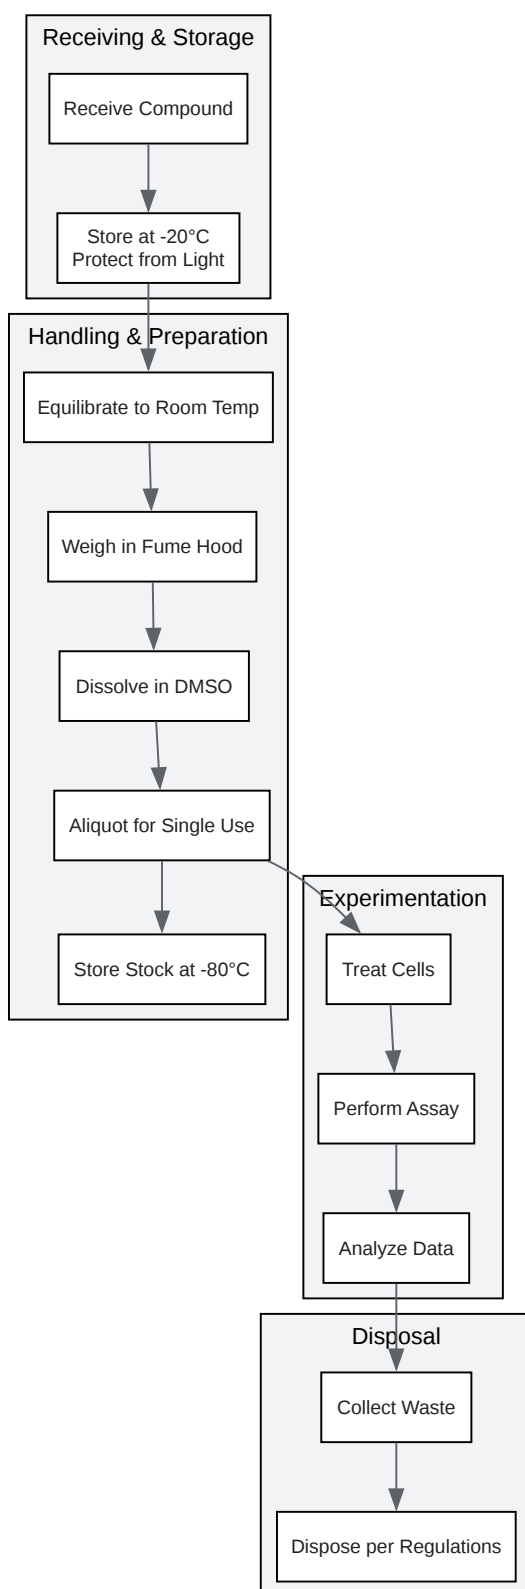 Receiving & Storage
Receive Compound
Store at -20°C
Protect from Light
Handling & Preparation
Equilibrate to Room Temp
Weigh in Fume Hood
Dissolve in DMSO
Aliquot for Single Use
Store Stock at -80°C
Experimentation
Treat Cells
Perform Assay
Analyze Data
Disposal
Collect Waste
Dispose per Regulations